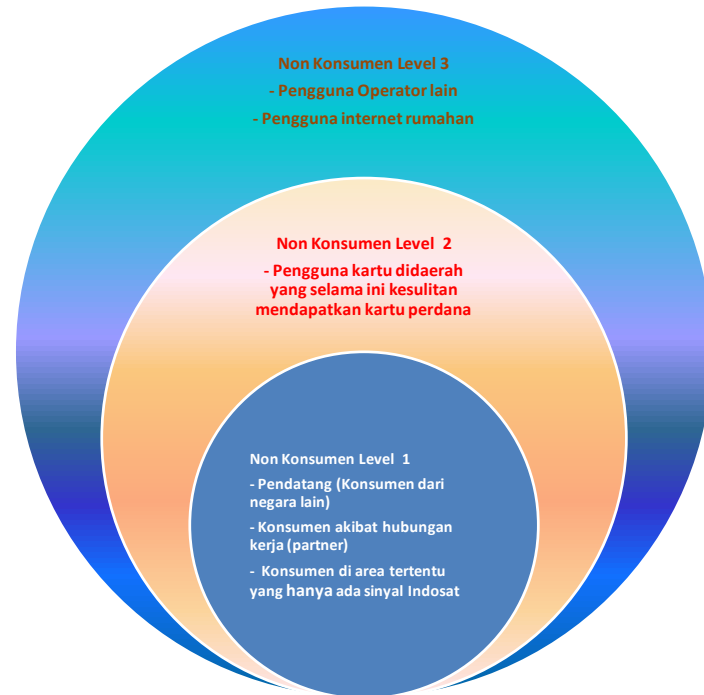 Non Konsumen Level 3
- Pengguna Operator lain
- Pengguna internet rumahan
Non Konsumen Level 2
- Pengguna kartu didaerah
yang selama ini kesulitan
mendapatkan kartu perdana
Non Konsumen Level 1
- Pendatang (Konsumen dari
negara lain)
- Konsumen akibat hubungan
kerja (partner)
- Konsumen di area tertentu
yang hanya ada sinyal Indosat